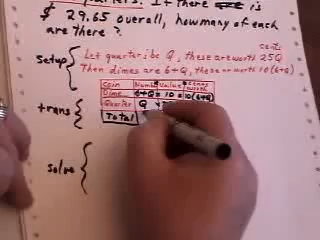 quarters. If there is
$ 29.65 overall, how many of each
are there?
cents
setup Let quarters be Q, these are worth 25Q
Then dimes are 6+Q, these are worth 10(6+Q)
Coin Number Value
worth
trans Dime 6+Q x 10 = 10(6+Q)
Quarter Q x
Total
solve